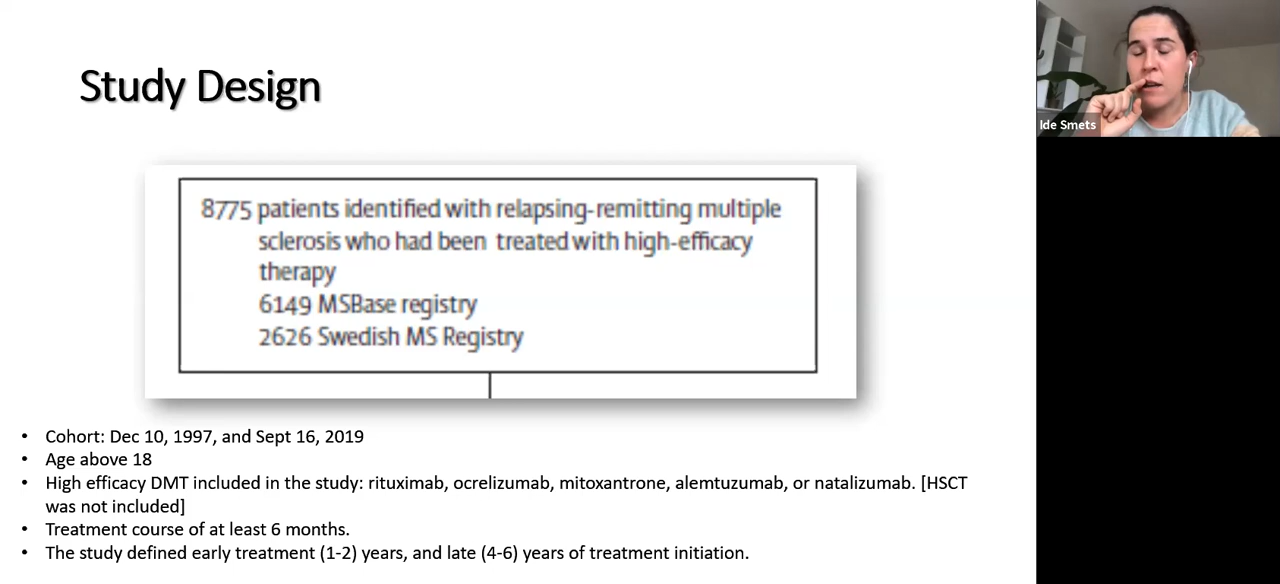 Study Design
8775 patients identified with relapsing-remitting multiple
sclerosis who had been treated with high-efficacy
therapy
6149 MSBase registry
2626 Swedish MS Registry
• Cohort: Dec 10, 1997, and Sept 16, 2019
• Age above 18
• High efficacy DMT included in the study: rituximab, ocrelizumab, mitoxantrone, alemtuzumab, or natalizumab. [HSCT
was not included]
• Treatment course of at least 6 months.
• The study defined early treatment (1-2) years, and late (4-6) years of treatment initiation.
Ide Smets